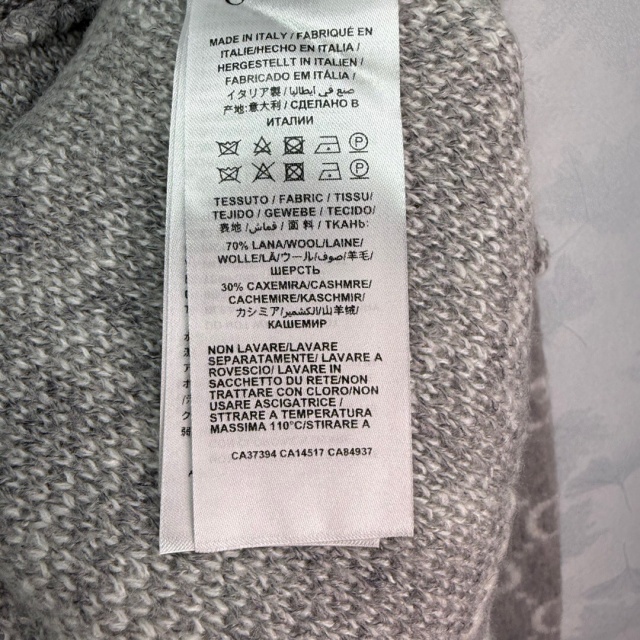 MADE IN ITALY / FABRIQUÉ EN
ITALIE/HECHO EN ITALIA /
HERGESTELLT IN ITALIEN /
FABRICADO EM ITÁLIA /
イタリア製 / صنع في ايطاليا /
产地:意大利 / СДЕЛАНО В
ИТАЛИИ
P
P
TESSUTO / FABRIC / TISSU/
TEJIDO / GEWEBE / TECIDO/
表地 / قماش / 面 料 / ТКАНЬ:
70% LANA/WOOL/LAINE/
WOLLE/LÃ/ウール/صوف/羊毛/
ШЕРСТЬ
30% CAXEMIRA/CASHMRE/
CACHEMIRE/KASCHMIR/
カシミア/الكشمير/山羊绒/
КАШЕМИР
NON LAVARE/LAVARE
SEPARATAMENTE/ LAVARE A
ROVESCIO/ LAVARE IN
SACCHETTO DU RETE/NON
TRATTARE CON CLORO/NON
USARE ASCIGATRICE /
STTRARE A TEMPERATURA
MASSIMA 110°C/STIRARE A
CA37394 CA14517 CA84937